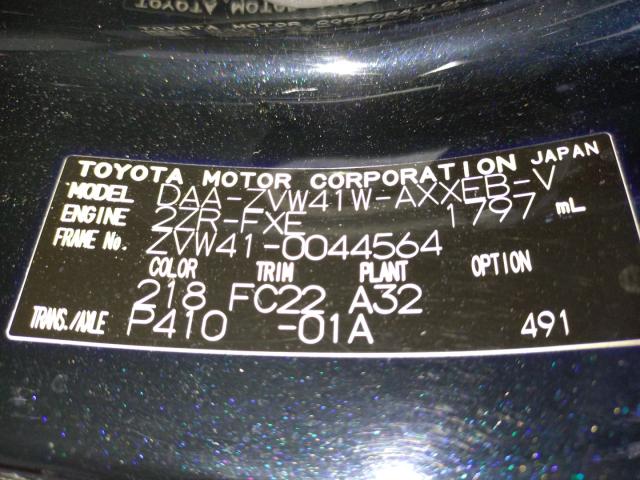 TOYOTA MOTOR CORPORATION JAPAN
MODEL DAA-ZVW41W-AXXEB-V
ENGINE 2ZR-FXE 1797 mL
FRAME No. ZVW41-0044564
COLOR TRIM PLANT OPTION
218 FC22 A32
TRANS./AXLE P410 -01A 491